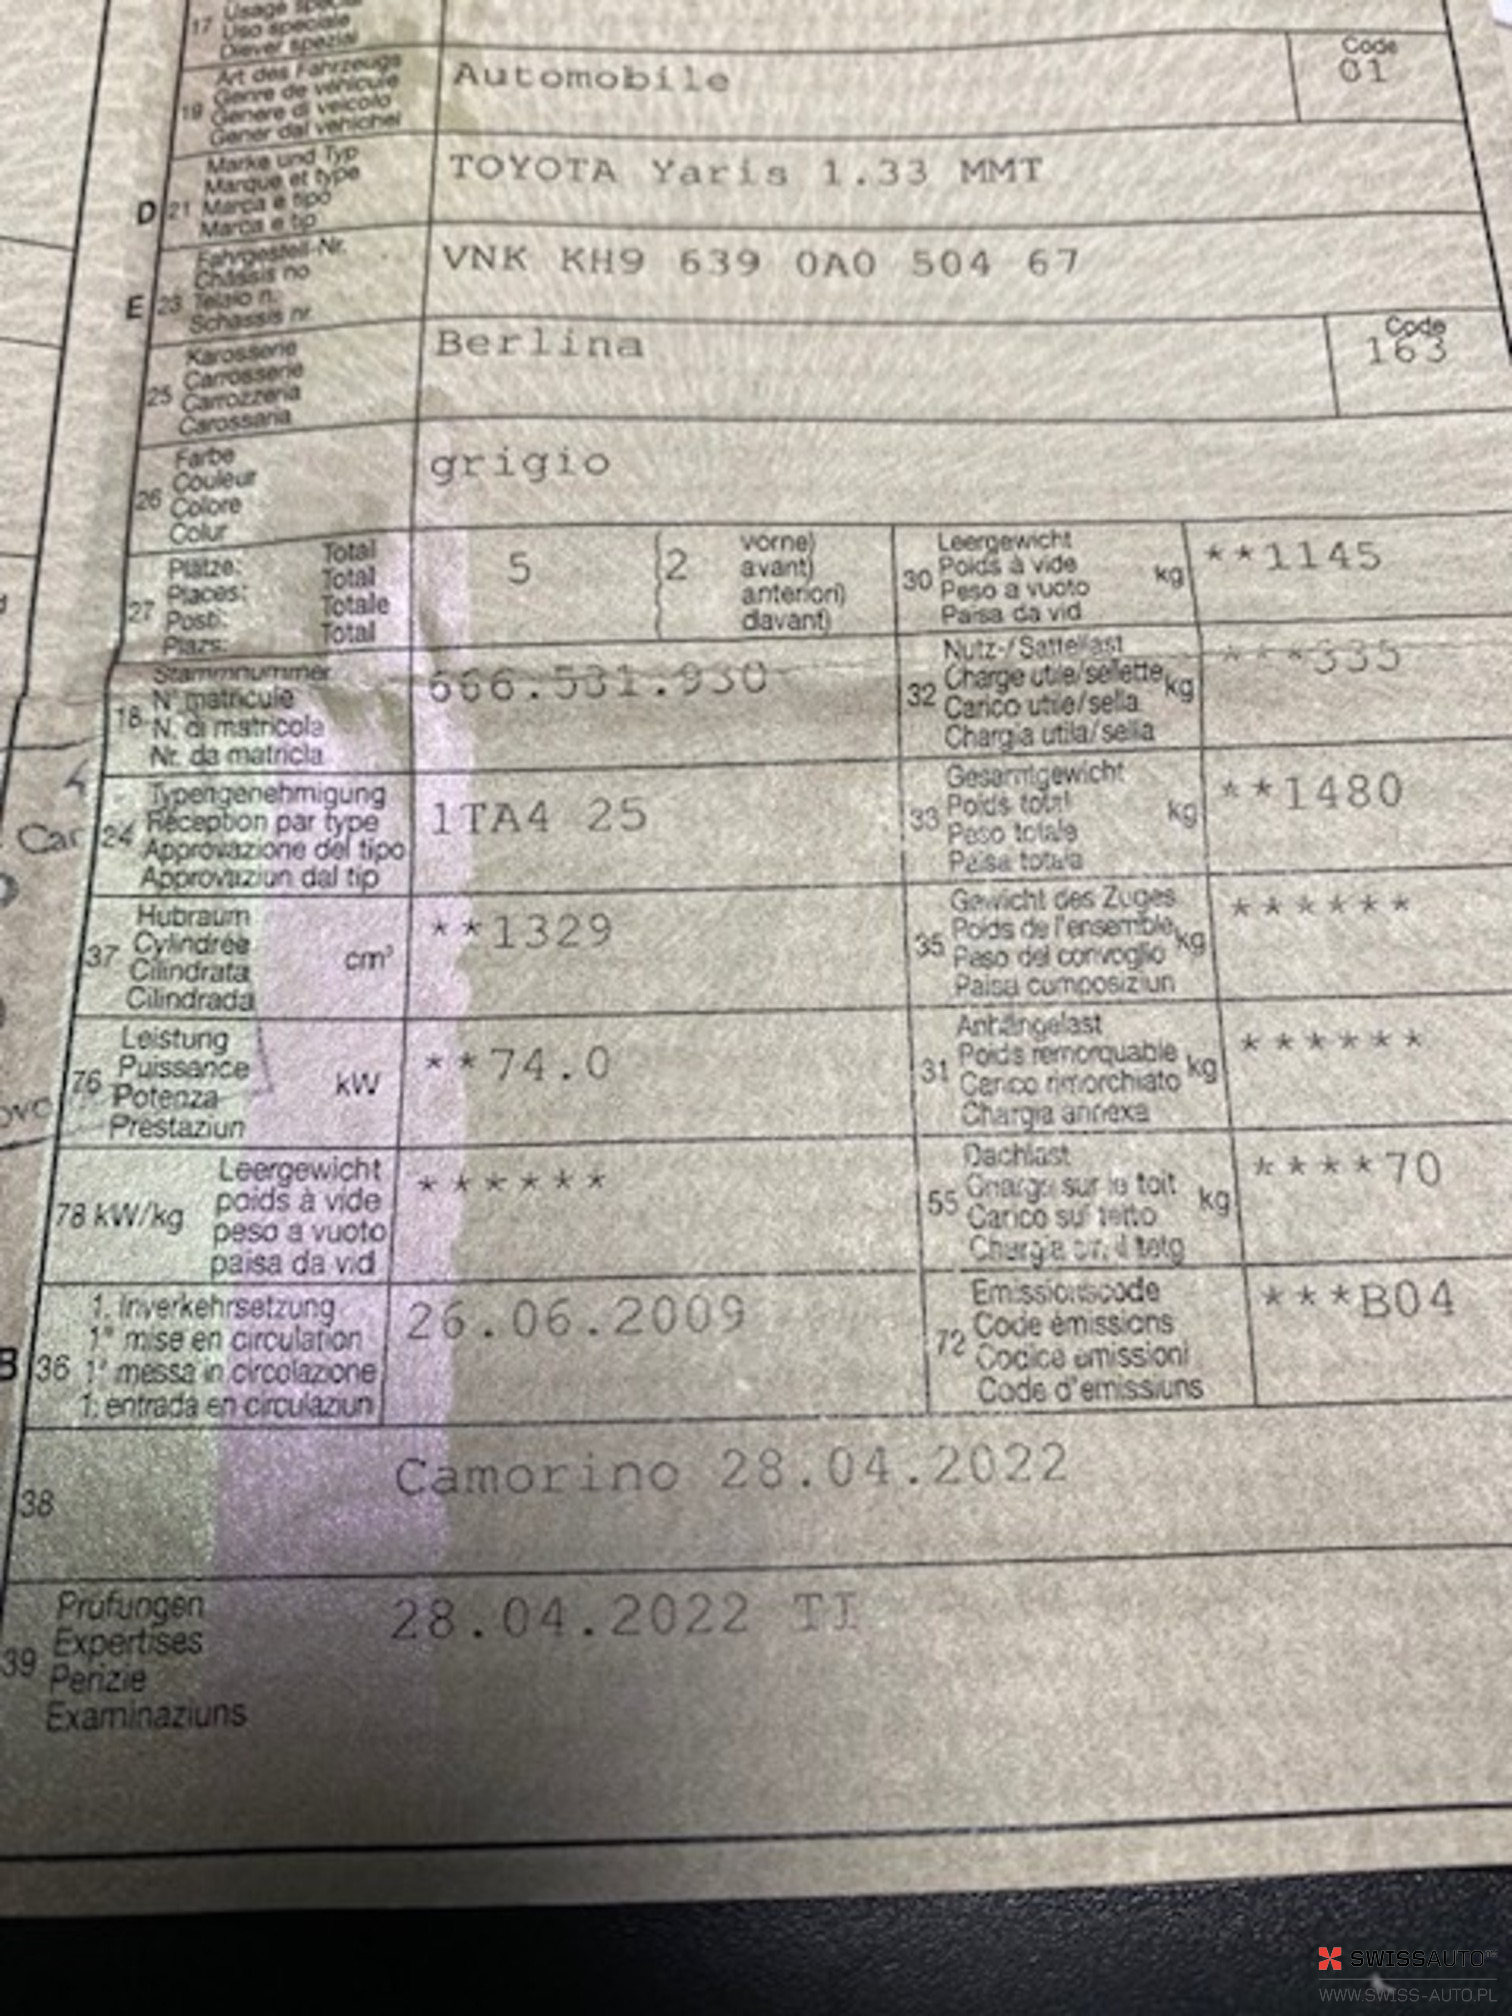 17 Usage spécial
Uso speciale
Diever spezial
Art des Fahrzeugs
19 Genre de véhicule
Genere di veicolo
Gener dal vehichel
Automobile
Code
01
Marke und Typ
Marque et type
D 21 Marca e tipo
Marca e tip
TOYOTA Yaris 1.33 MMT
Fahrgestell-Nr.
Châssis no
E 23 Telaio n.
Schassis nr.
VNK KH9 639 0A0 504 67
Karosserie
Carrosserie
25 Carrozzeria
Carossaria
Berlina
Code
163
Farbe
Couleur
26 Colore
Colur
grigio
Plätze: Total
Places: Total
27 Posti: Totale
Plazs: Total
5
2
vorne)
avant)
anteriori)
davant)
Leergewicht
30 Poids à vide kg
Peso a vuoto
Paisa da vid
**1145
Stammnummer
N° matricule
18 N. di matricola
Nr. da matricla
666.531.930
Nutz-/Sattellast
Charge utile/sellette kg
32 Carico utile/sella
Chargia utila/sella
***335
Typengenehmigung
24 Réception par type
Approvazione del tipo
Approvaziun dal tip
1TA4 25
Gesamtgewicht
33 Poids total kg
Peso totale
Paisa totala
**1480
Car
Hubraum
37 Cylindrée cm³
Cilindrata
Cilindrada
**1329
Gewicht des Zuges
35 Poids de l'ensemble kg
Peso del convoglio
Paisa cumposiziun
******
Leistung
76 Puissance kW
Potenza
Prestaziun
**74.0
Anhängelast
31 Poids remorquable kg
Carico rimorchiato
Chargia annexa
******
Leergewicht
78 kW/kg poids à vide
peso a vuoto
paisa da vid
******
Dachlast
55 Charge sur le toit kg
Carico sul tetto
Chargia sin il tetg
****70
1. Inverkehrsetzung
1ᵉ mise en circulation
B 36 1ª messa in circolazione
1. entrada en circulaziun
26.06.2009
Emissionscode
72 Code émissions
Codice emissioni
Code d'emissiuns
***B04
38
Camorino 28.04.2022
Prüfungen
39 Expertises
Perizie
Examinaziuns
28.04.2022 TI
SWISSAUTO
WWW.SWISS-AUTO.PL